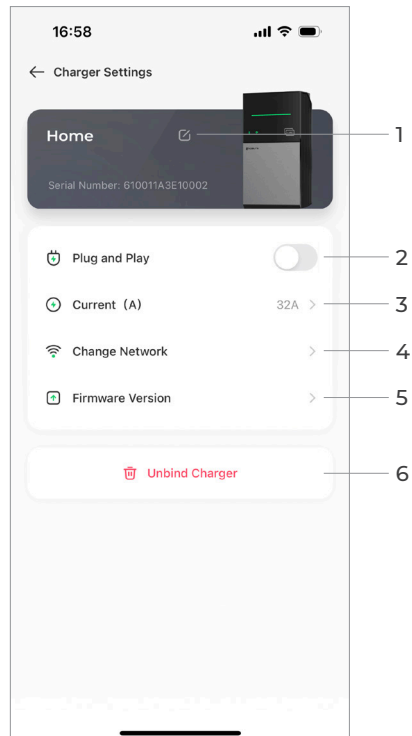 16:58
Charger Settings
Home
1
Serial Number: 610011A3E10002
Plug and Play
2
Current（A）
32A
3
Change Network
4
Firmware Version
5
Unbind Charger
6